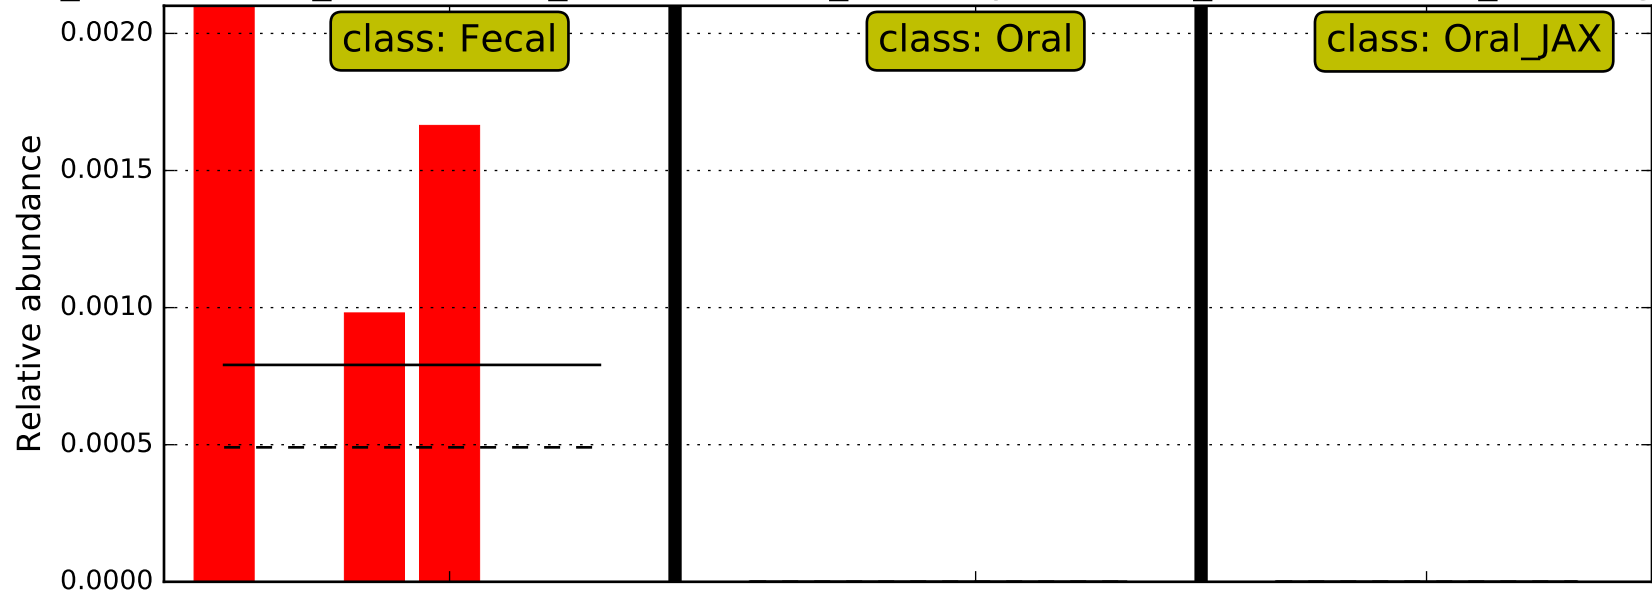 class: Fecal
class: Oral
class: Oral_JAX
0.0020
0.0015
0.0010
0.0005
0.0000
Relative abundance